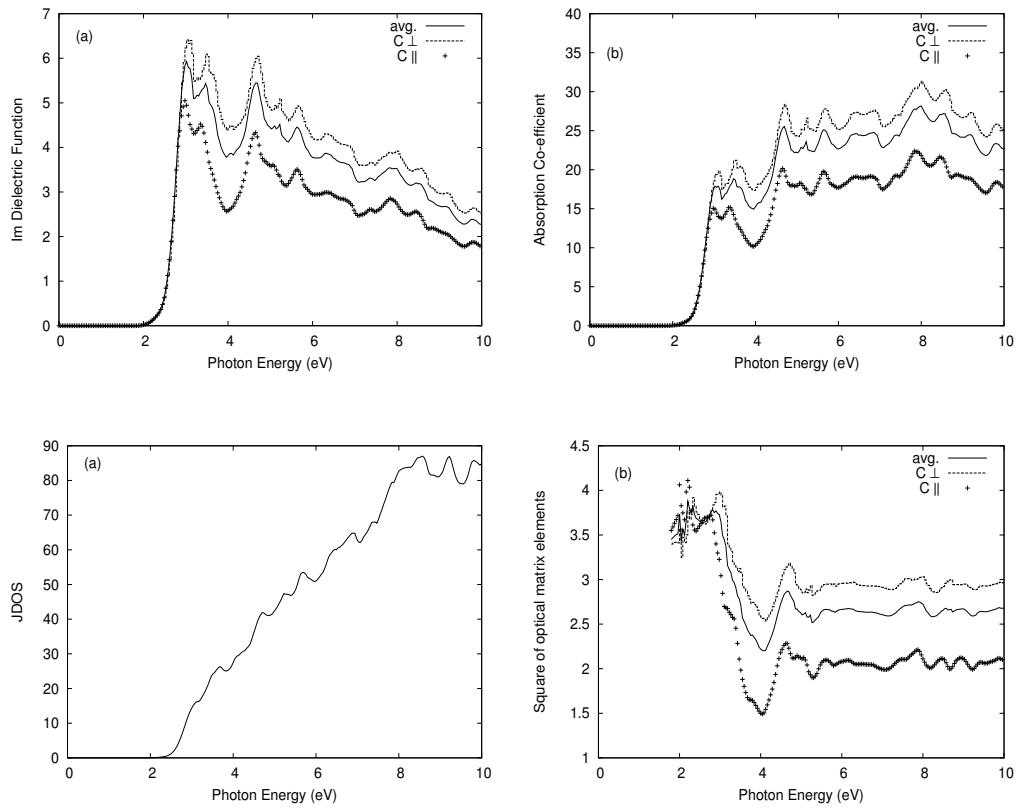 (a)
avg.
C ⊥
C ||
Im Dielectric Function
7
6
5
4
3
2
1
0
0 2 4 6 8 10
Photon Energy (eV)
(b)
avg.
C ⊥
C ||
Absorption Co-efficient
40
35
30
25
20
15
10
5
0
0 2 4 6 8 10
Photon Energy (eV)
(a)
JDOS
90
80
70
60
50
40
30
20
10
0
0 2 4 6 8 10
Photon Energy (eV)
(b)
avg.
C ⊥
C ||
Square of optical matrix elements
4.5
4
3.5
3
2.5
2
1.5
1
0 2 4 6 8 10
Photon Energy (eV)